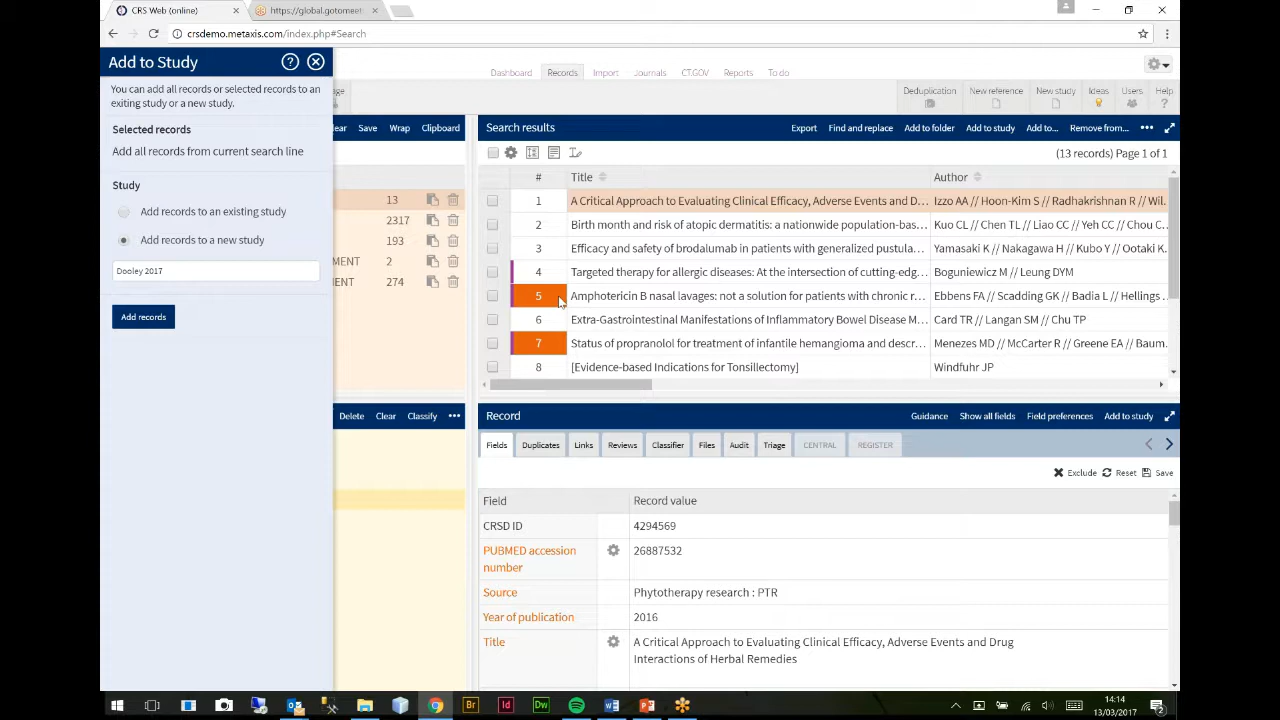 CRS Web (online)
https://global.gotomeet
crsdemo.metaxis.com/index.php#Search
Add to Study
You can add all records or selected records to an
exiting study or a new study.
Selected records
Add all records from current search line
Study
Add records to an existing study
Add records to a new study
Dooley 2017
Add records
Dashboard Records Import Journals CT.GOV Reports To do
Deduplication New reference New study Ideas Users Help
Save Wrap Clipboard
13
2317
193
2
274
Delete Clear Classify
Search results
Export Find and replace Add to folder Add to study Add to... Remove from...
(13 records) Page 1 of 1
# Title Author
1 A Critical Approach to Evaluating Clinical Efficacy, Adverse Events and D... Izzo AA // Hoon-Kim S // Radhakrishnan R // Wil.
2 Birth month and risk of atopic dermatitis: a nationwide population-bas... Kuo CL // Chen TL // Liao CC // Yeh CC // Chou C.
3 Efficacy and safety of brodalumab in patients with generalized pustula... Yamasaki K // Nakagawa H // Kubo Y // Ootaki K.
4 Targeted therapy for allergic diseases: At the intersection of cutting-edg... Boguniewicz M // Leung DYM
5 Amphotericin B nasal lavages: not a solution for patients with chronic r... Ebbens FA // Scadding GK // Badia L // Hellings .
6 Extra-Gastrointestinal Manifestations of Inflammatory Bowel Disease M... Card TR // Langan SM // Chu TP
7 Status of propranolol for treatment of infantile hemangioma and descr... Menezes MD // McCarter R // Greene EA // Baum.
8 [Evidence-based Indications for Tonsillectomy] Windfuhr JP
Record
Guidance Show all fields Field preferences Add to study
Fields Duplicates Links Reviews Classifier Files Audit Triage CENTRAL REGISTER
Exclude Reset Save
Field Record value
CRSD ID 4294569
PUBMED accession
number
26887532
Source Phytotherapy research : PTR
Year of publication 2016
Title A Critical Approach to Evaluating Clinical Efficacy, Adverse Events and Drug
Interactions of Herbal Remedies
14:14
13/03/2017